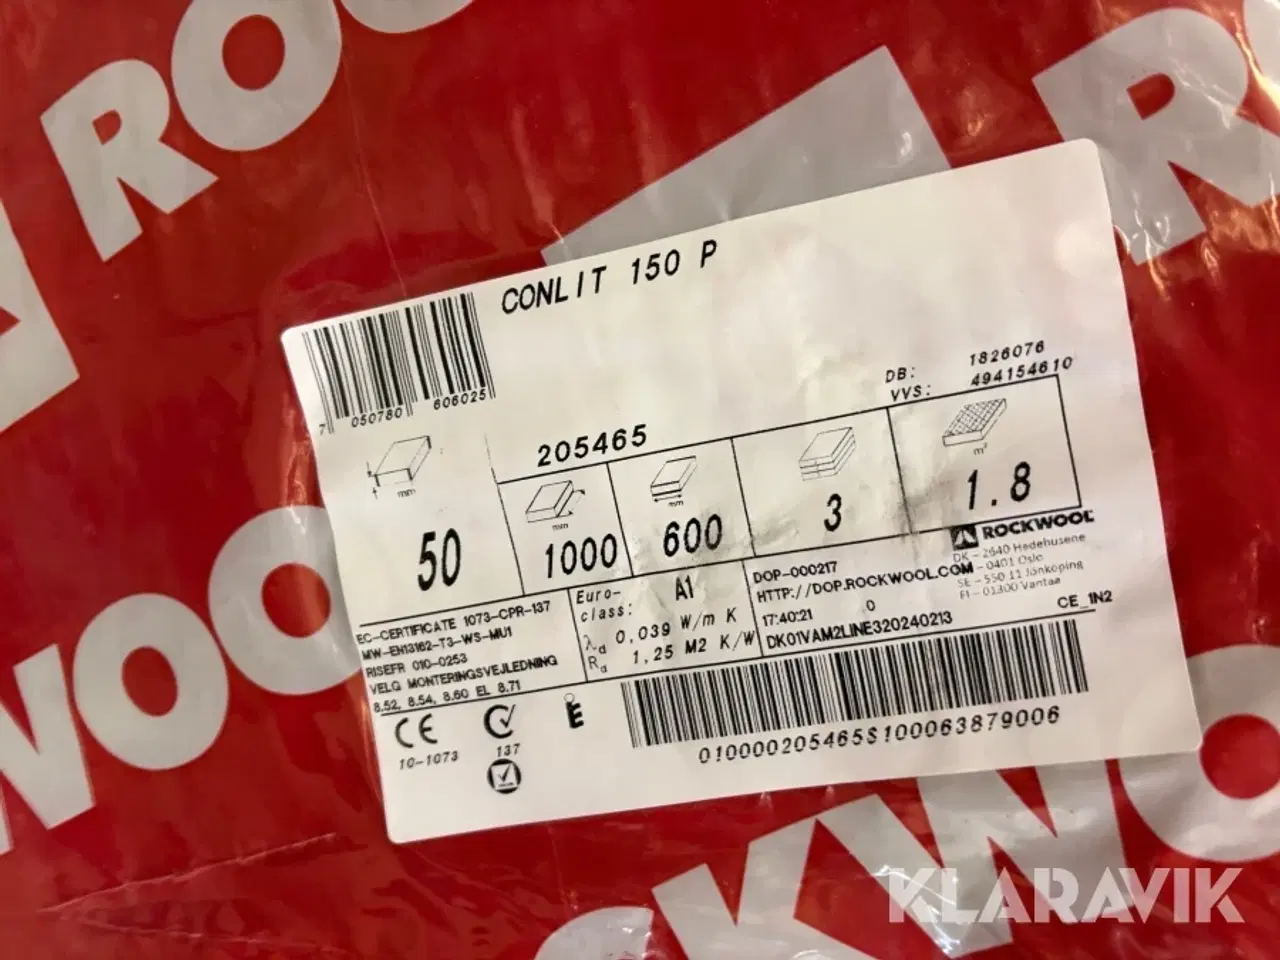 ROO
R
CONLIT 150 P
7 050780 606025
DB: 1826076
VVS: 494154610
205465
mm
50
mm
1000
mm
600
3
m²
1.8
ROCKWOOL
DK - 2640 Hedehusene
- 0401 Oslo
SE - 550 11 Jönköping
FI - 01300 Vantaa
EC-CERTIFICATE 1073-CPR-137
MW-EN13162-T3-WS-MU1
RISEFR 010-0253
VELG MONTERINGSVEJLEDNING
8.52, 8.54, 8.60 EL 8.71
Euro-
class: A1
λd 0,039 W/m K
Rd 1,25 M2 K/W
DOP-000217
HTTP://DOP.ROCKWOOL.COM
17:40:21 0
DK01VAM2LINE320240213
CE_1N2
CE
10-1073
137
E
010000205465S100063879006
WOO
KWO
KLARAVIK